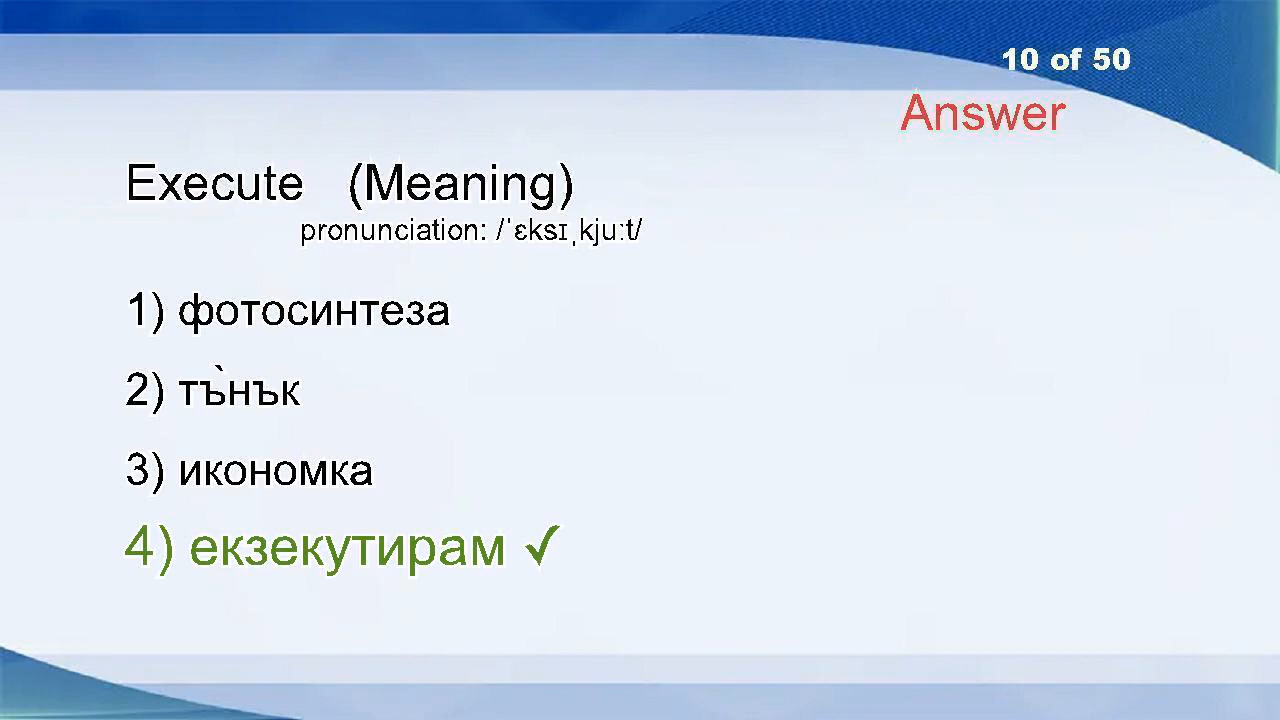 10 of 50
Answer
Execute (Meaning)
pronunciation: /ˈɛksɪˌkjuːt/
1) фотосинтеза
2) тъ̀нък
3) икономка
4) екзекутирам ✓